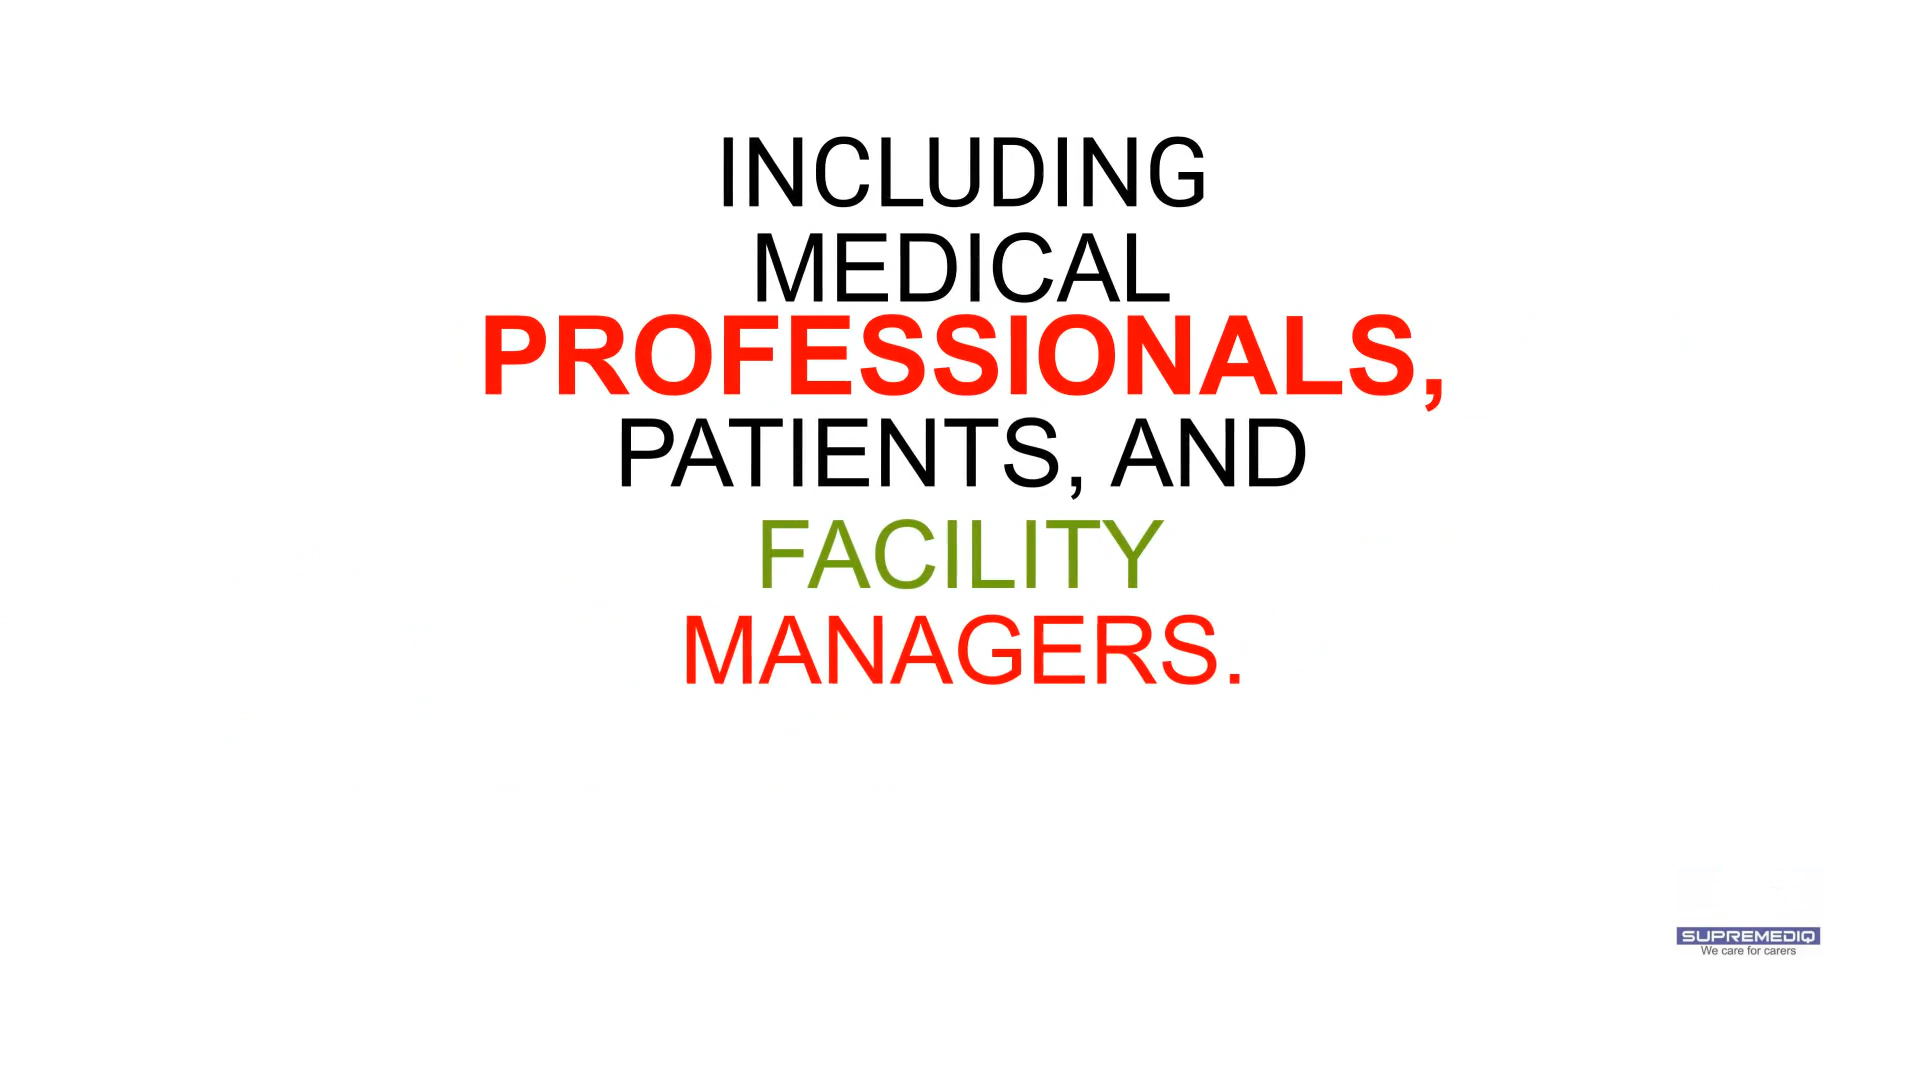 INCLUDING
MEDICAL
PROFESSIONALS,
PATIENTS, AND
FACILITY
MANAGERS.
SUPREMEDIQ
We care for carers